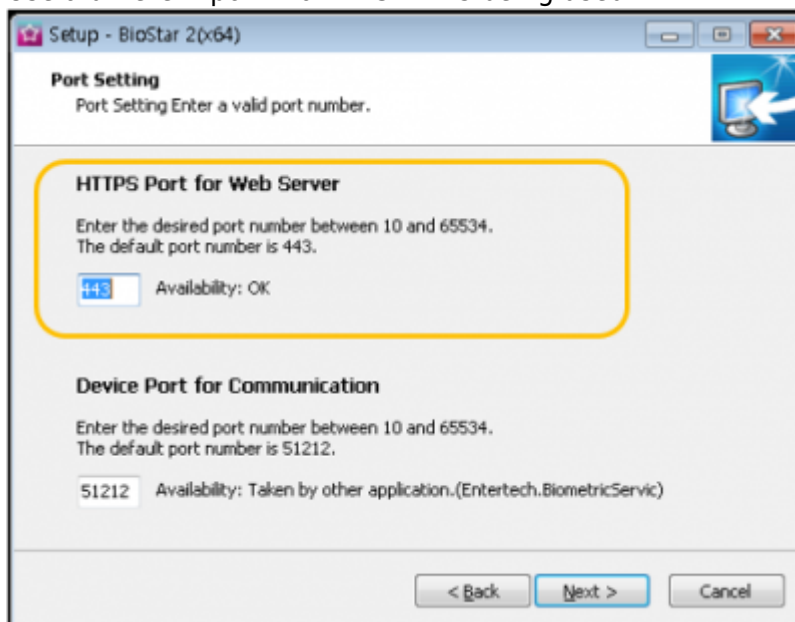 Setup - BioStar 2(x64)
Port Setting
Port Setting Enter a valid port number.
HTTPS Port for Web Server
Enter the desired port number between 10 and 65534.
The default port number is 443.
443 Availability: OK
Device Port for Communication
Enter the desired port number between 10 and 65534.
The default port number is 51212.
51212 Availability: Taken by other application.(Entertech.BiometricServic)
< Back Next > Cancel